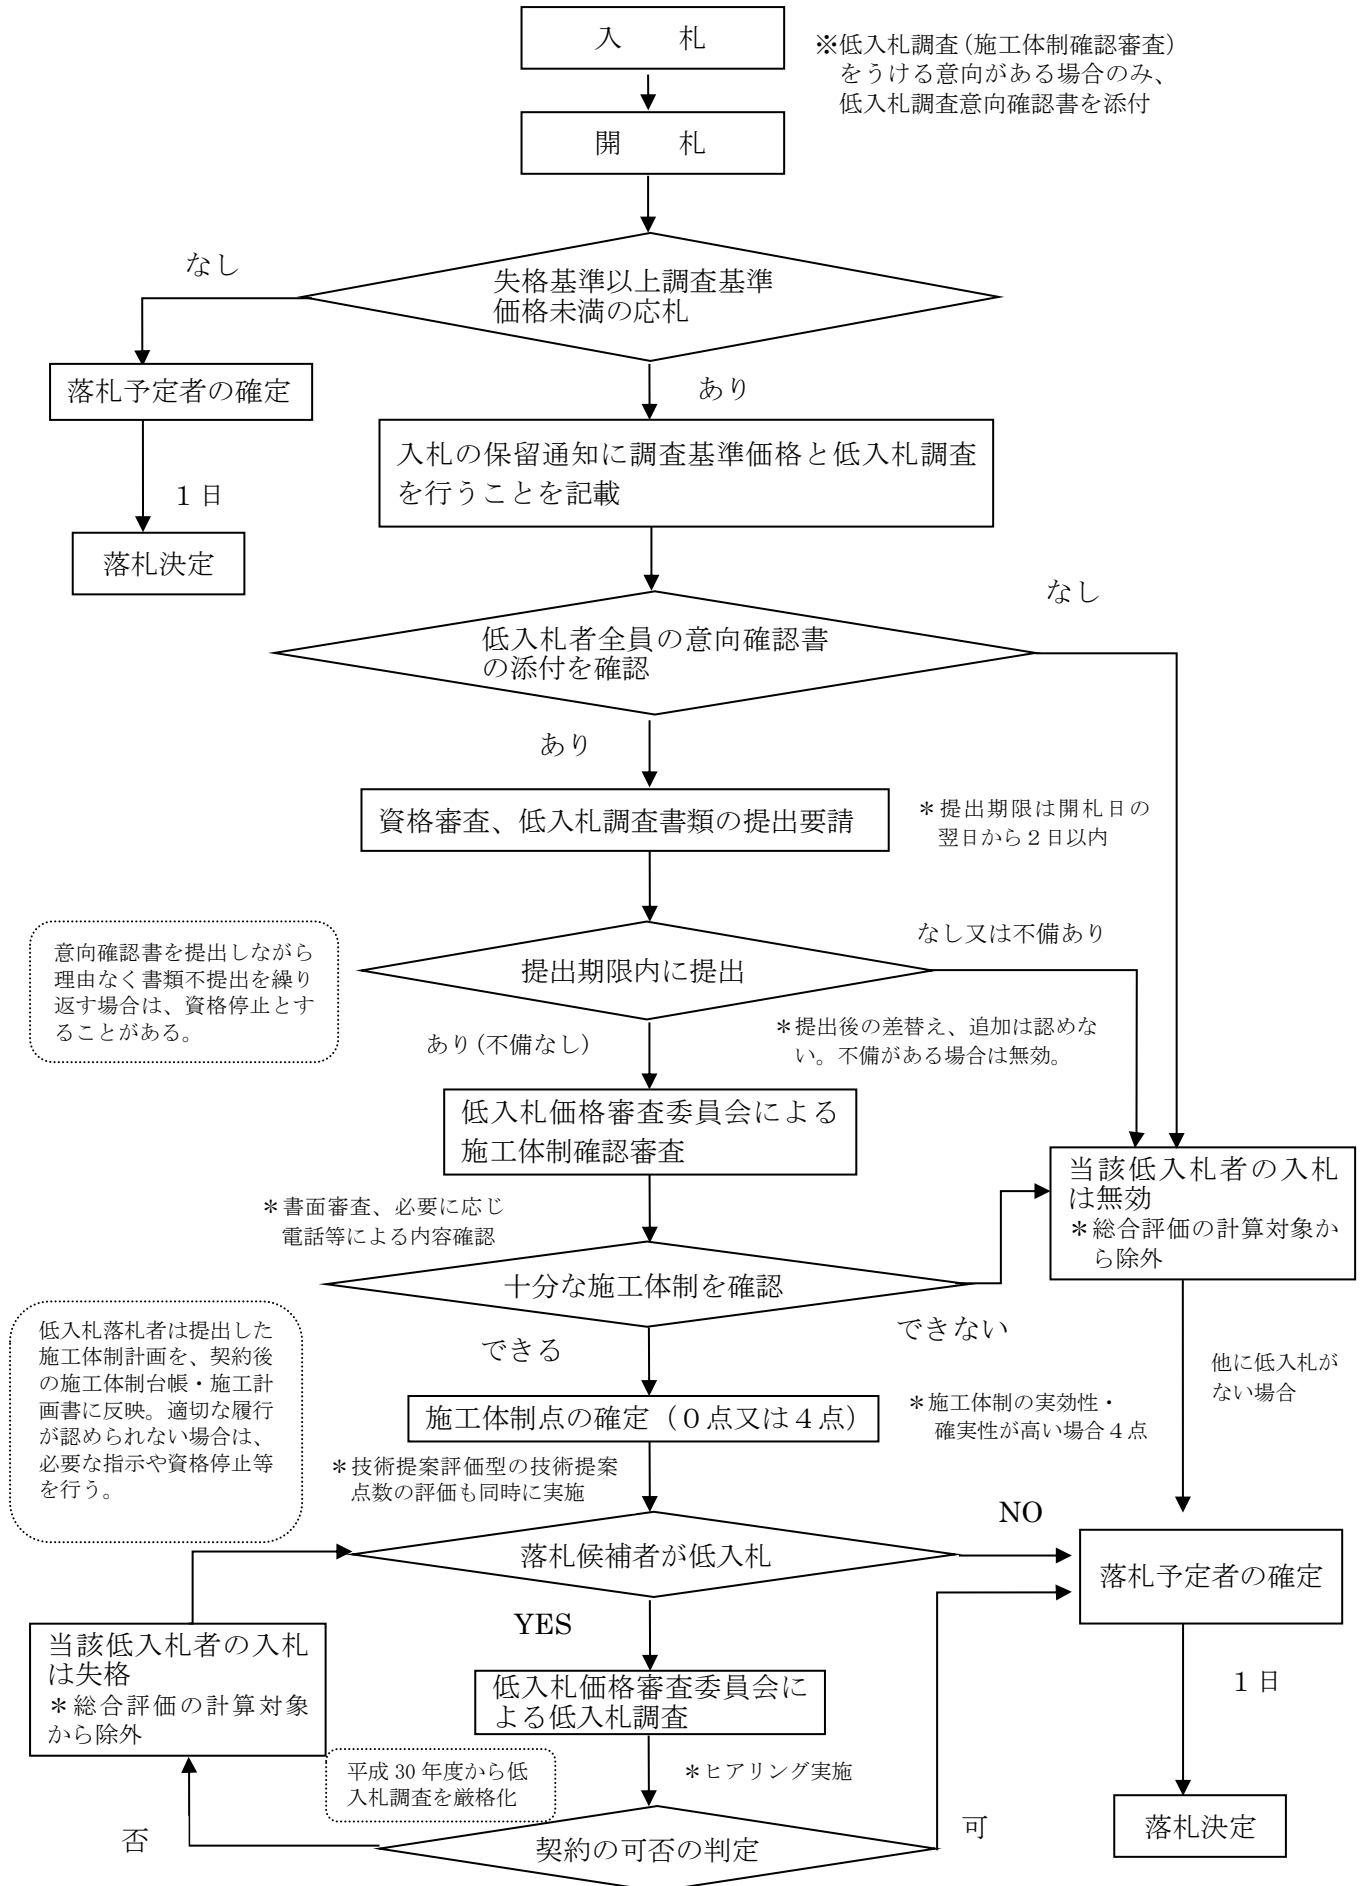 入　札
※低入札調査(施工体制確認審査)
をうける意向がある場合のみ、
低入札調査意向確認書を添付
開　札
なし
失格基準以上調査基準
価格未満の応札
落札予定者の確定
あり
入札の保留通知に調査基準価格と低入札調査
を行うことを記載
１日
落札決定
なし
低入札者全員の意向確認書
の添付を確認
あり
資格審査、低入札調査書類の提出要請
＊提出期限は開札日の
翌日から２日以内
意向確認書を提出しながら
理由なく書類不提出を繰り
返す場合は、資格停止とす
ることがある。
なし又は不備あり
提出期限内に提出
＊提出後の差替え、追加は認めな
い。不備がある場合は無効。
あり(不備なし)
低入札価格審査委員会による
施工体制確認審査
当該低入札者の入札
は無効
＊総合評価の計算対象か
ら除外
＊書面審査、必要に応じ
電話等による内容確認
十分な施工体制を確認
できない
できる
低入札落札者は提出した
施工体制計画を、契約後
の施工体制台帳・施工計
画書に反映。適切な履行
が認められない場合は、
必要な指示や資格停止等
を行う。
他に低入札が
ない場合
施工体制点の確定（０点又は４点）
＊施工体制の実効性・
確実性が高い場合４点
＊技術提案評価型の技術提案
点数の評価も同時に実施
NO
落札候補者が低入札
落札予定者の確定
YES
当該低入札者の入札
は失格
＊総合評価の計算対象
から除外
低入札価格審査委員会に
よる低入札調査
１日
平成 30 年度から低
入札調査を厳格化
＊ヒアリング実施
否
契約の可否の判定
可
落札決定